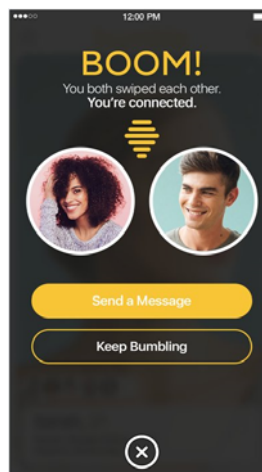 12:00 PM
BOOM!
You both swiped each other.
You're connected.
Send a Message
Keep Bumbling